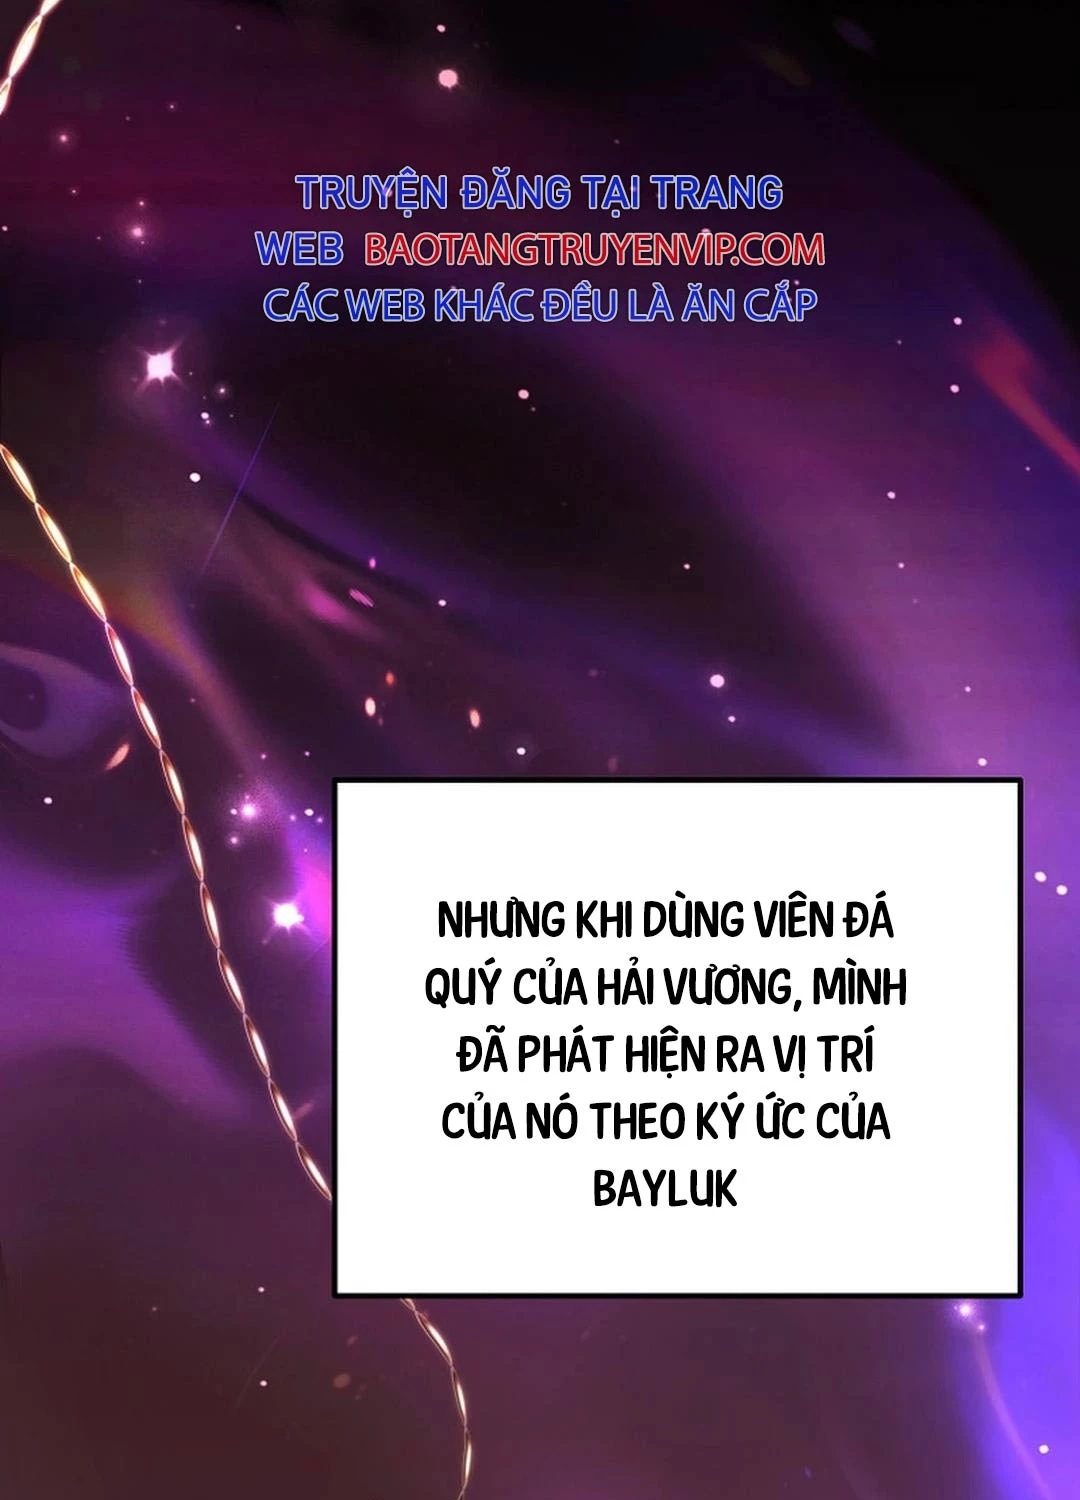 TRUYỆN ĐĂNG TẠI TRANG
WEB BAOTANGTRUYENVIP.COM
CÁC WEB KHÁC ĐỀU LÀ ĂN CẮP
NHƯNG KHI DÙNG VIÊN ĐÁ
QUÝ CỦA HẢI VƯƠNG, MÌNH
ĐÃ PHÁT HIỆN RA VỊ TRÍ
CỦA NÓ THEO KÝ ỨC CỦA
BAYLUK